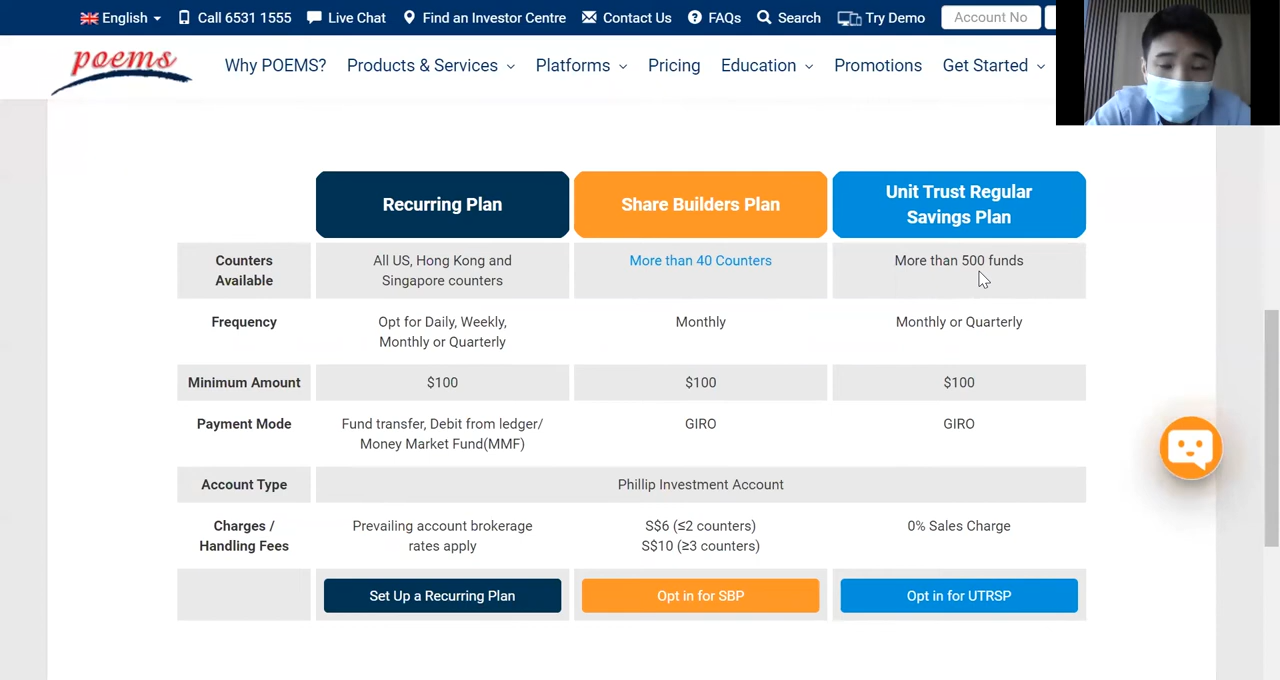 English
Call 6531 1555
Live Chat
Find an Investor Centre
Contact Us
FAQs
Search
Try Demo
Account No
poems
Why POEMS?
Products & Services
Platforms
Pricing
Education
Promotions
Get Started
Recurring Plan
Share Builders Plan
Unit Trust Regular
Savings Plan
Counters
Available
All US, Hong Kong and
Singapore counters
More than 40 Counters
More than 500 funds
Frequency
Opt for Daily, Weekly,
Monthly or Quarterly
Monthly
Monthly or Quarterly
Minimum Amount
$100
$100
$100
Payment Mode
Fund transfer, Debit from ledger/
Money Market Fund(MMF)
GIRO
GIRO
Account Type
Phillip Investment Account
Charges /
Handling Fees
Prevailing account brokerage
rates apply
S$6 (≤2 counters)
S$10 (≥3 counters)
0% Sales Charge
Set Up a Recurring Plan
Opt in for SBP
Opt in for UTRSP